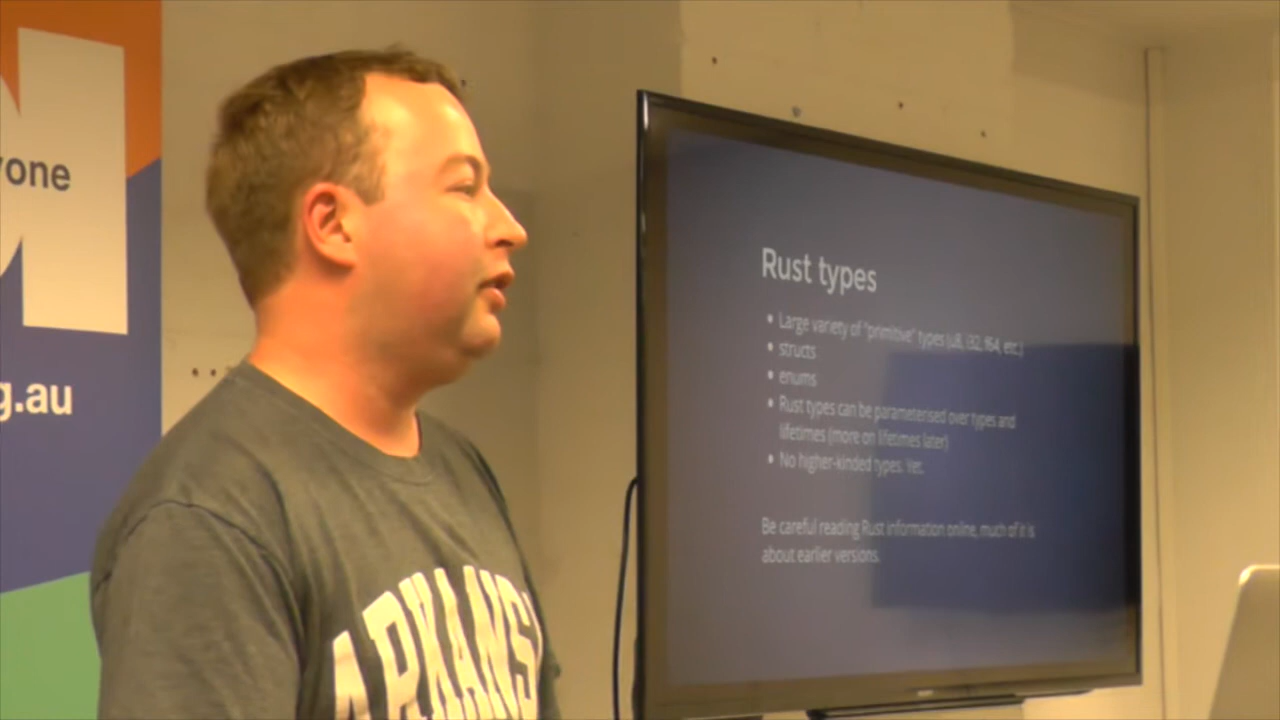 yone
g.au
ARKANS
Rust types
• Large variety of "primitive" types (u8, i32, f64, etc.)
• structs
• enums
• Rust types can be parameterised over types and
lifetimes (more on lifetimes later)
• No higher-kinded types. Yet.
Be careful reading Rust information online, much of it is
about earlier versions.